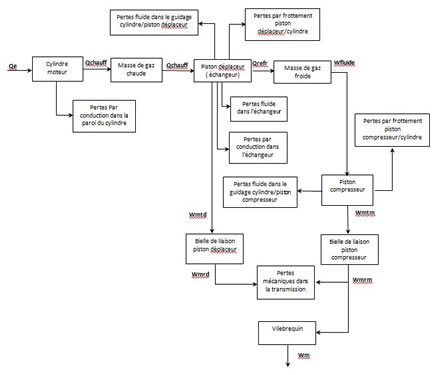 Pertes fluide dans le guidage
cylindre/piston déplaceur
Pertes par frottement
piston
déplaceur/cylindre
Qe
Cylindre
moteur
Qchauff
Masse de gaz
chaude
Qchauff
Piston déplaceur
( échangeur)
Qrefr
Masse de gaz
froide
Wfluide
Pertes Par
conduction dans la
paroi du cylindre
Pertes fluide
dans l'échangeur
Pertes par
conduction dans
l'échangeur
Pertes par frottement
piston
compresseur/cylindre
Pertes fluide dans le
guidage cylindre/piston
compresseur
Piston
compresseur
Wmtd
Wmtm
Bielle de liaison
piston déplaceur
Bielle de liaison
piston
compresseur
Wmrd
Pertes
mécaniques dans
la transmission
Wmrm
Vilebrequin
Wm